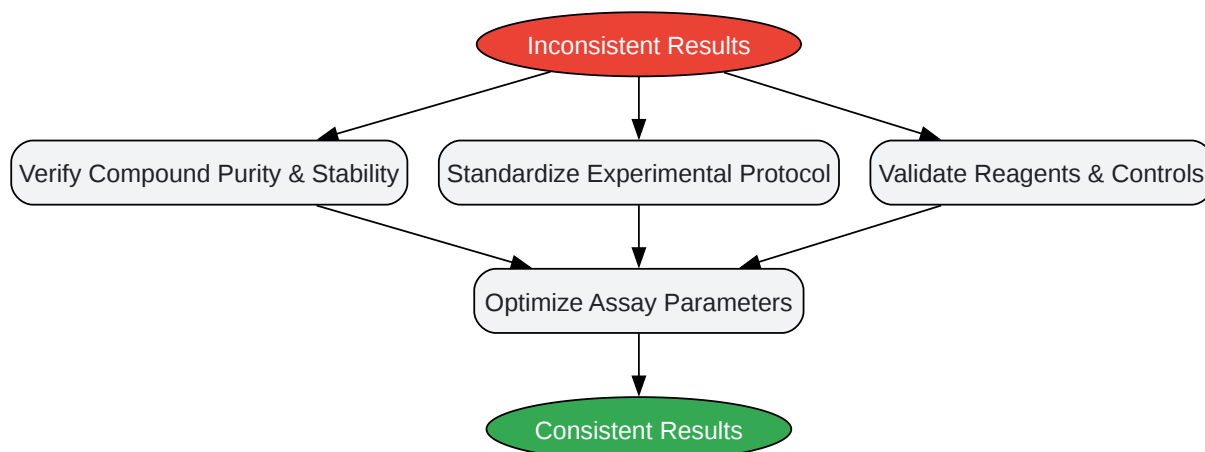 Inconsistent Results
Verify Compound Purity & Stability
Standardize Experimental Protocol
Validate Reagents & Controls
Optimize Assay Parameters
Consistent Results